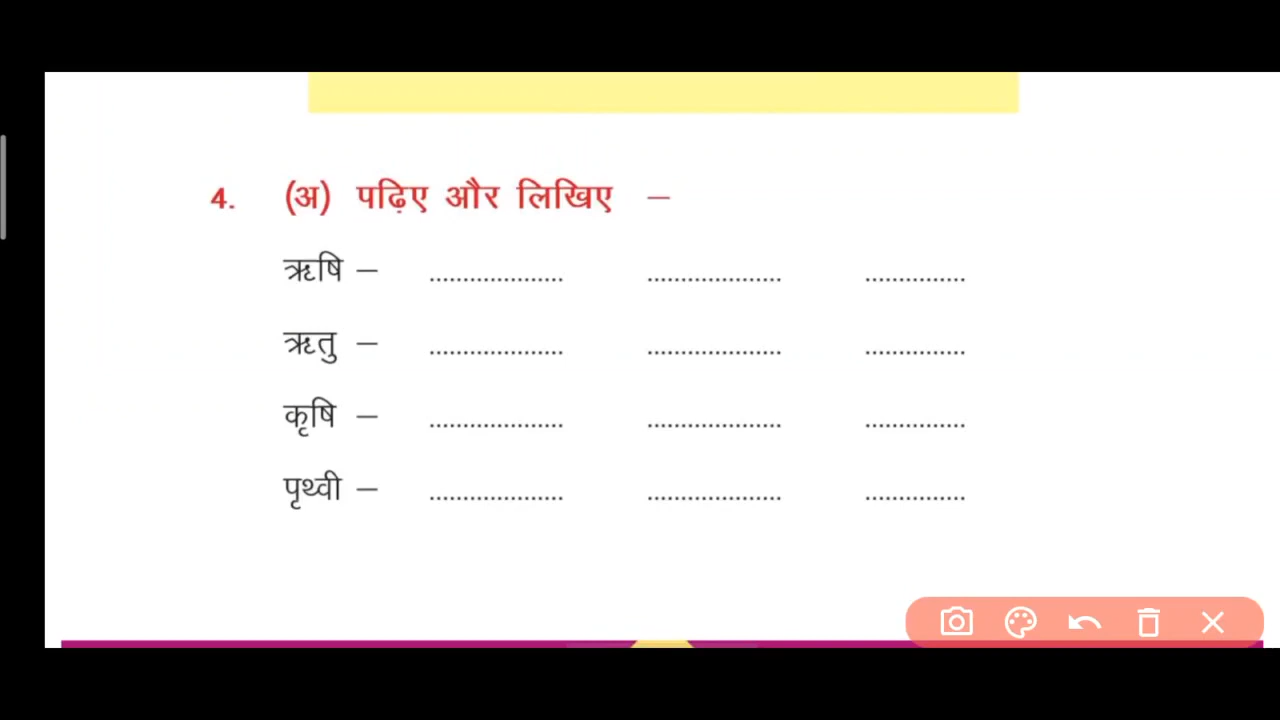 4. (अ) पढ़िए और लिखिए –
ऋषि – .................... .................... ...............
ऋतु – .................... .................... ...............
कृषि – .................... .................... ...............
पृथ्वी – .................... .................... ...............